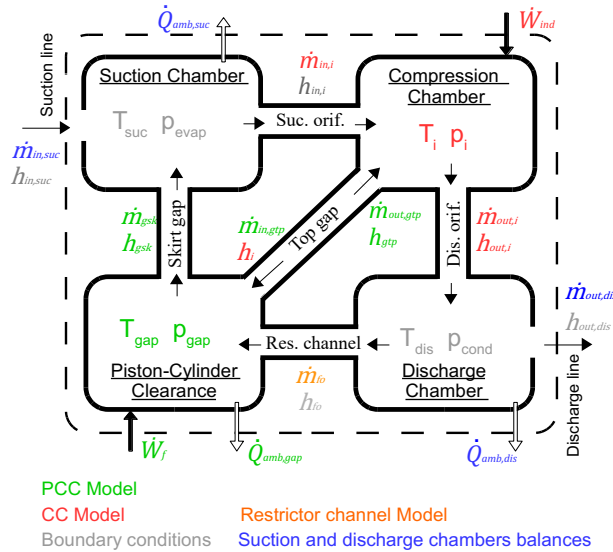 Q̇amb,suc
Ẇind
Suction line
Suction Chamber
ṁin,i
hin,i
Compression
Chamber
Tsuc pevap
Suc. orif.
Ti pi
ṁin,suc
hin,suc
ṁgsk
hgsk
Skirt gap
ṁin,gtp
hi
Top gap
ṁout,gtp
hgtp
Dis. orif.
ṁout,i
hout,i
Tgap pgap
Res. channel
Tdis pcond
ṁout,di
hout,dis
Piston-Cylinder
Clearance
ṁfo
hfo
Discharge
Chamber
Discharge line
Ẇf
Q̇amb,gap
Q̇amb,dis
PCC Model
CC Model
Restrictor channel Model
Boundary conditions
Suction and discharge chambers balances